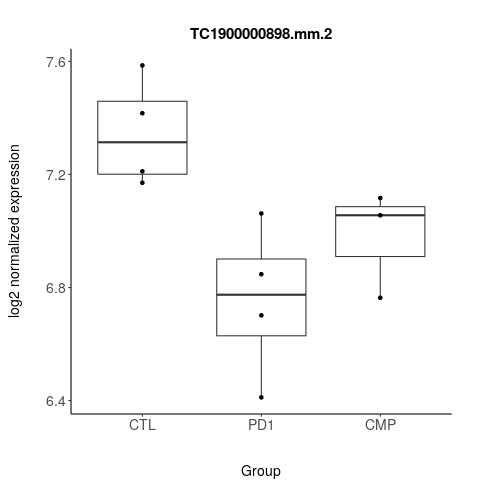 TC1900000898.mm.2
log2 normalized expression
7.6
7.2
6.8
6.4
CTL PD1 CMP
Group